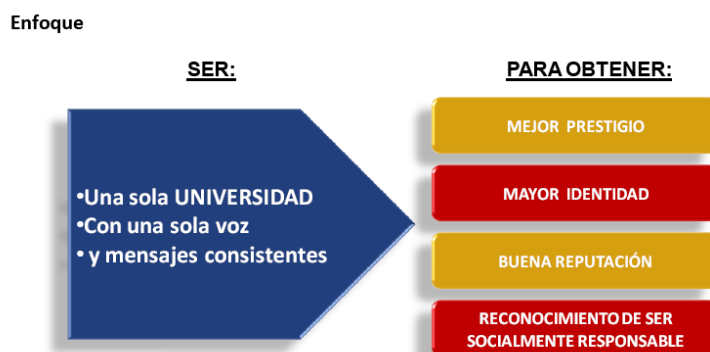 Enfoque
SER:
PARA OBTENER:
•Una sola UNIVERSIDAD
•Con una sola voz
• y mensajes consistentes
MEJOR PRESTIGIO
MAYOR IDENTIDAD
BUENA REPUTACIÓN
RECONOCIMIENTO DE SER
SOCIALMENTE RESPONSABLE